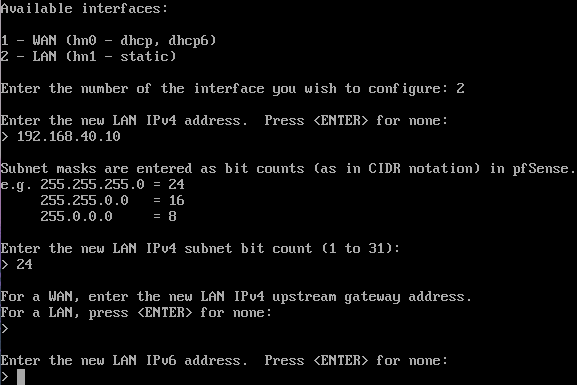 Available interfaces:
1 - WAN (hn0 - dhcp, dhcp6)
2 - LAN (hn1 - static)
Enter the number of the interface you wish to configure: 2
Enter the new LAN IPv4 address.  Press <ENTER> for none:
> 192.168.40.10
Subnet masks are entered as bit counts (as in CIDR notation) in pfSense.
e.g. 255.255.255.0 = 24
     255.255.0.0   = 16
     255.0.0.0     = 8
Enter the new LAN IPv4 subnet bit count (1 to 31):
> 24
For a WAN, enter the new LAN IPv4 upstream gateway address.
For a LAN, press <ENTER> for none:
>
Enter the new LAN IPv6 address.  Press <ENTER> for none:
>